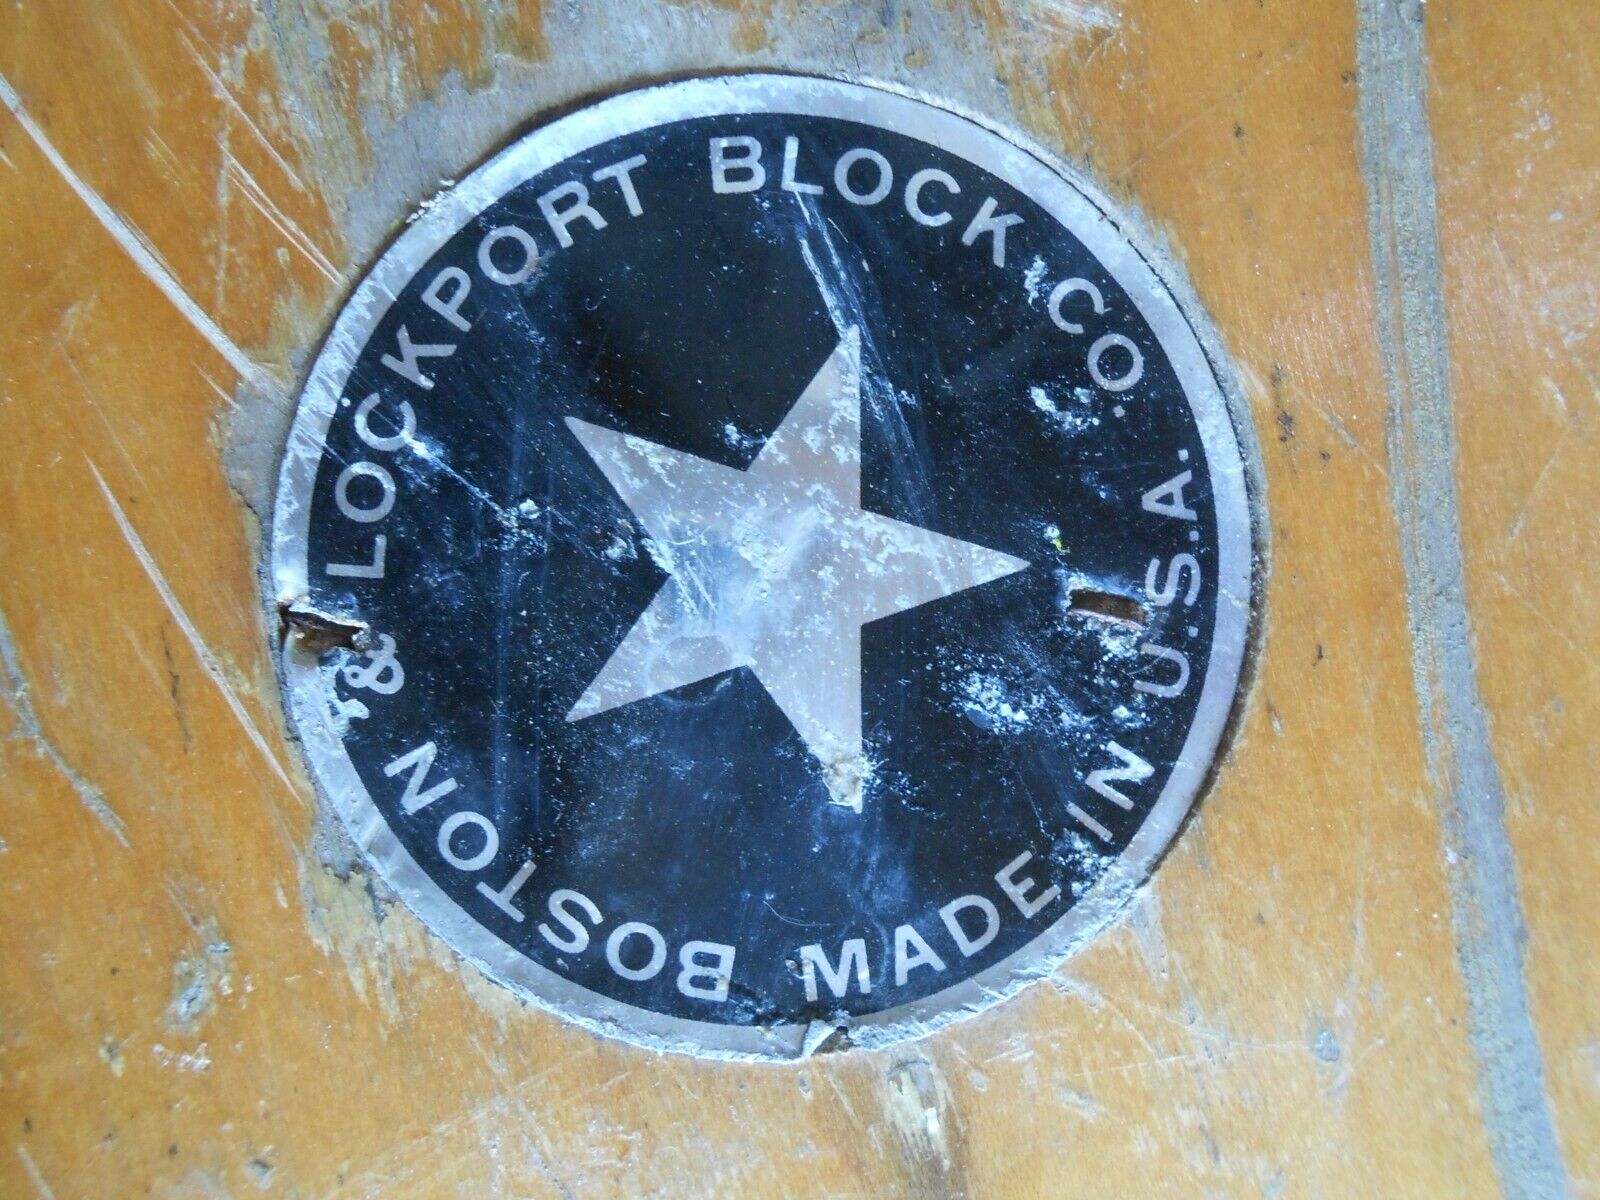 BOSTON & LOCKPORT BLOCK CO.
MADE IN U.S.A.